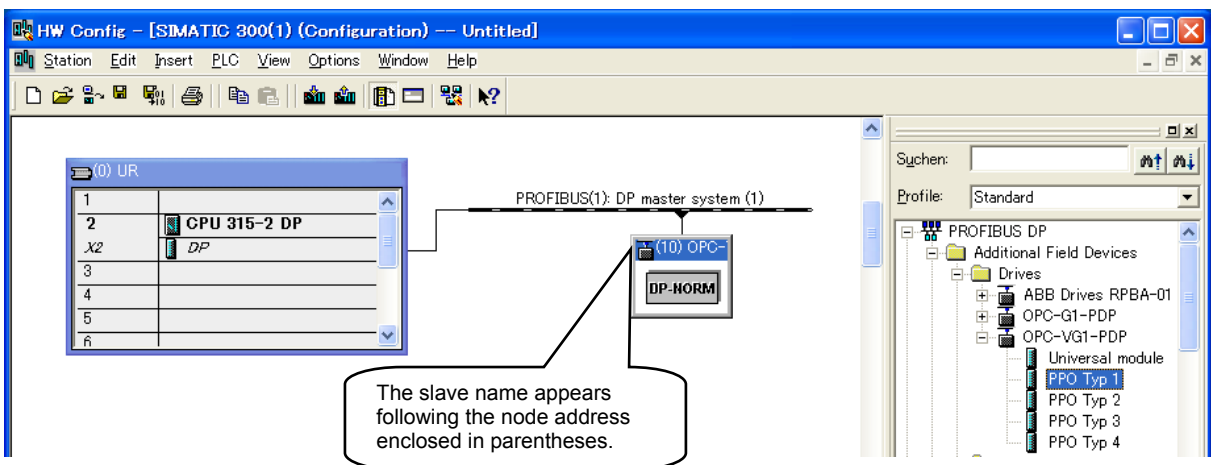 HW Config - [SIMATIC 300(1) (Configuration) -- Untitled]
Station Edit Insert PLC View Options Window Help
(0) UR
1
2 CPU 315-2 DP
X2 DP
3
4
5
6
PROFIBUS(1): DP master system (1)
(10) OPC-
DP-NORM
The slave name appears
following the node address
enclosed in parentheses.
Suchen:
Profile: Standard
PROFIBUS DP
Additional Field Devices
Drives
ABB Drives RPBA-01
OPC-G1-PDP
OPC-VG1-PDP
Universal module
PPO Typ 1
PPO Typ 2
PPO Typ 3
PPO Typ 4